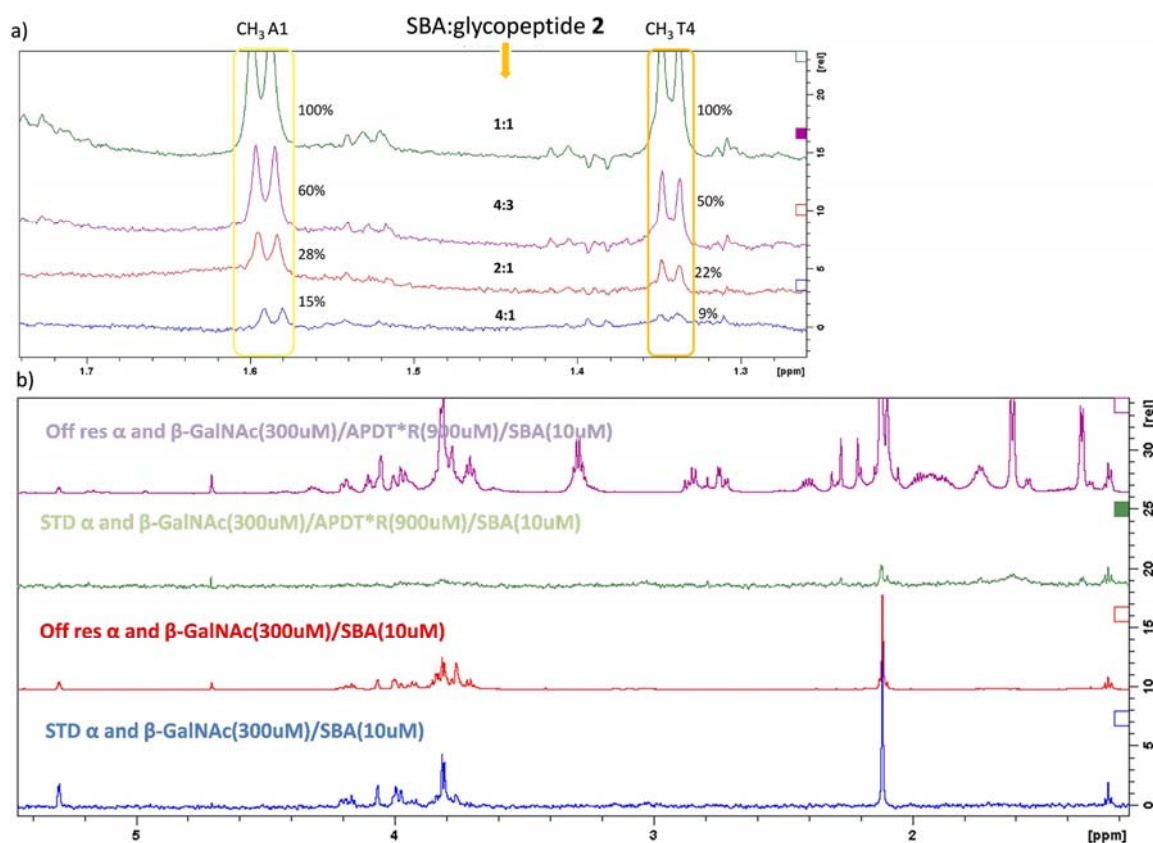 a)
CH3 A1
SBA:glycopeptide 2
CH3 T4
100%
1:1
100%
60%
4:3
50%
28%
2:1
22%
15%
4:1
9%
[rel]
20
15
10
5
0
1.7
1.6
1.5
1.4
1.3
[ppm]
b)
Off res α and β-GalNAc(300uM)/APDT*R(900uM)/SBA(10uM)
STD α and β-GalNAc(300uM)/APDT*R(900uM)/SBA(10uM)
Off res α and β-GalNAc(300uM)/SBA(10uM)
STD α and β-GalNAc(300uM)/SBA(10uM)
[rel]
30
25
20
15
10
5
0
5
4
3
2
[ppm]